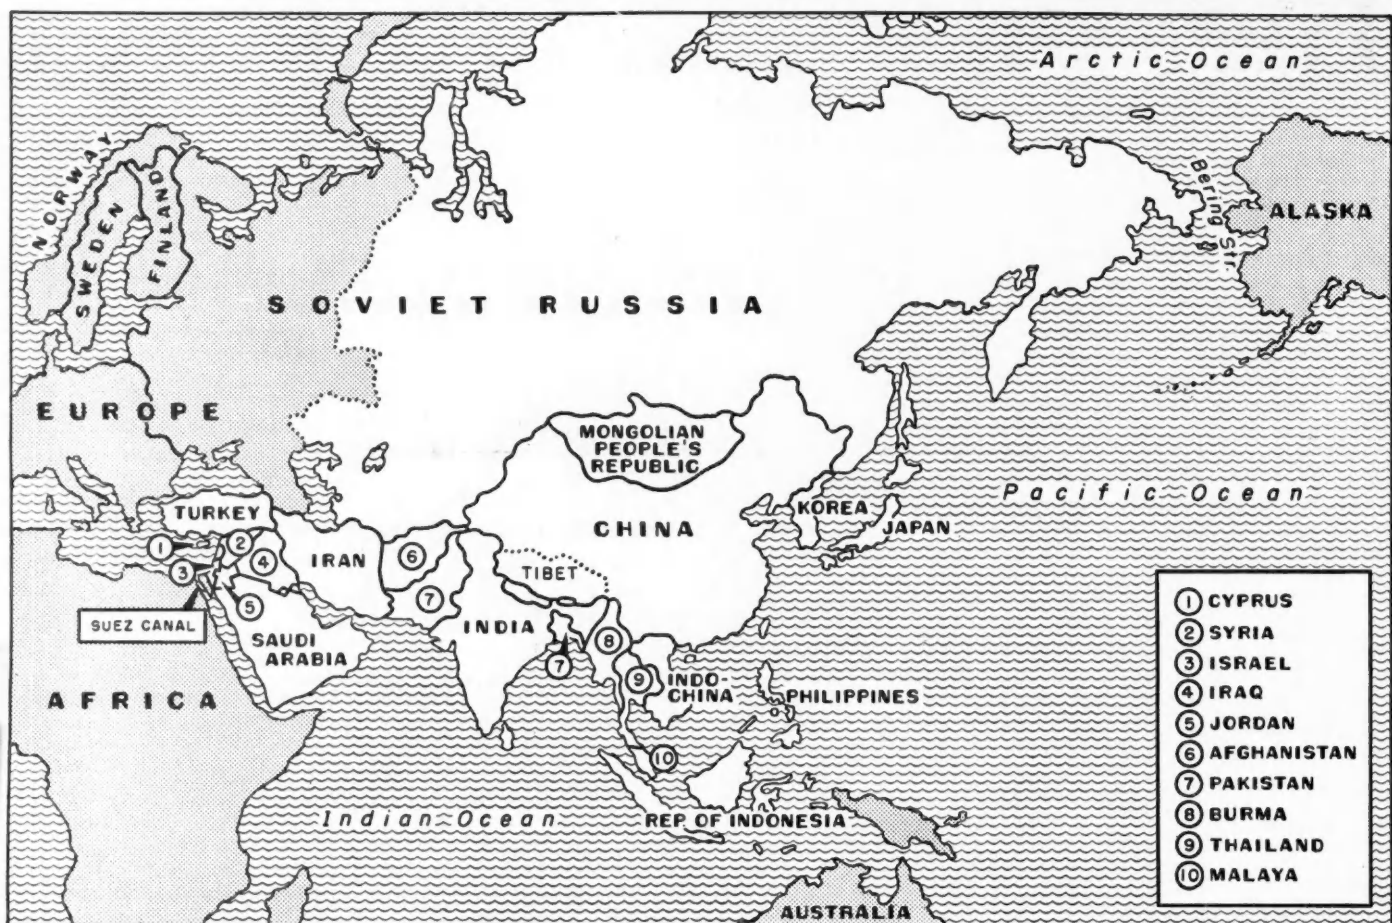 Arctic Ocean
NORWAY
SWEDEN
FINLAND
Bering Str.
ALASKA
SOVIET RUSSIA
EUROPE
MONGOLIAN
PEOPLE'S
REPUBLIC
Pacific Ocean
TURKEY
KOREA
JAPAN
CHINA
1
2
3
4
5
IRAN
6
7
TIBET
SUEZ CANAL
SAUDI
ARABIA
INDIA
7
8
9
INDO-
CHINA
PHILIPPINES
AFRICA
10
Indian Ocean
REP. OF INDONESIA
AUSTRALIA
1 CYPRUS
2 SYRIA
3 ISRAEL
4 IRAQ
5 JORDAN
6 AFGHANISTAN
7 PAKISTAN
8 BURMA
9 THAILAND
10 MALAYA